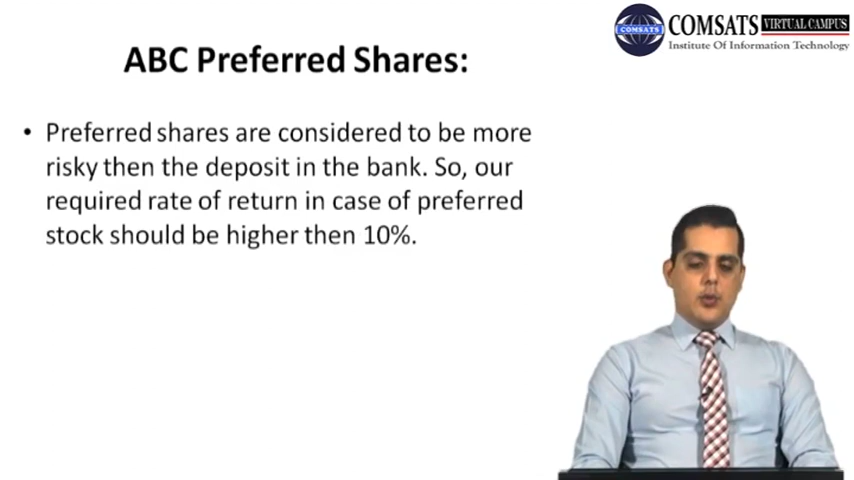 COMSATS VIRTUAL CAMPUS
COMSATS
Institute Of Information Technology
ABC Preferred Shares:
• Preferred shares are considered to be more
risky then the deposit in the bank. So, our
required rate of return in case of preferred
stock should be higher then 10%.